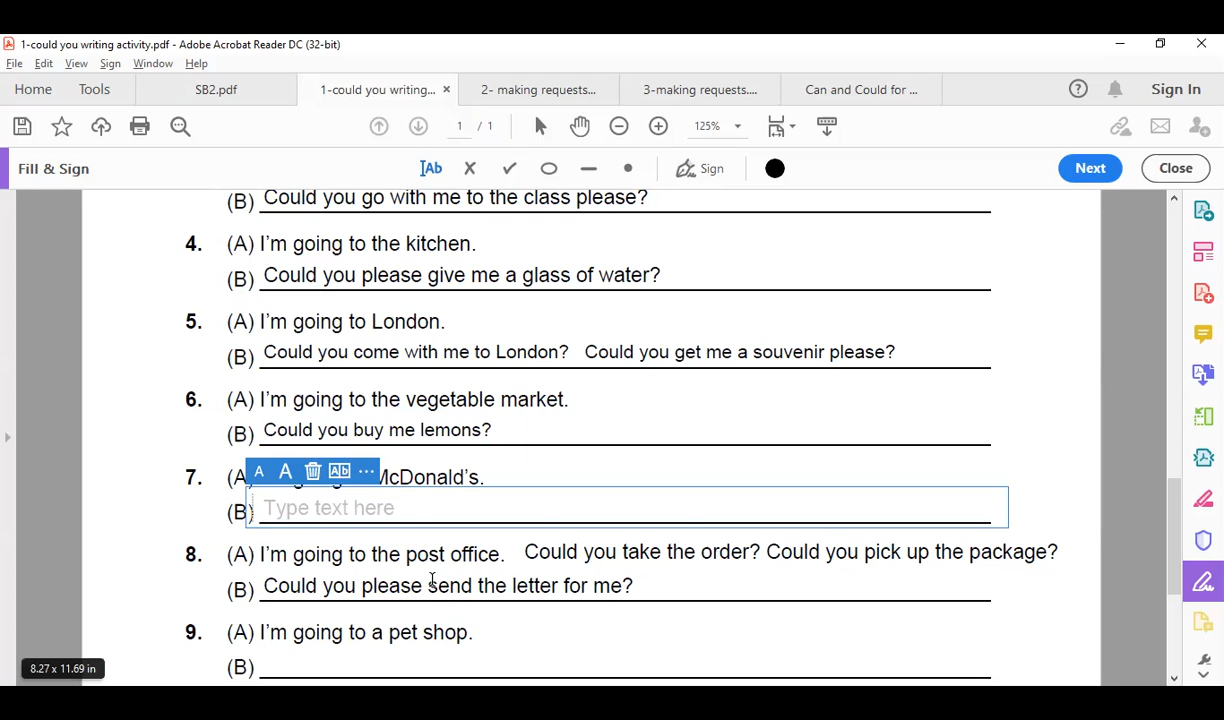 1-could you writing activity.pdf - Adobe Acrobat Reader DC (32-bit)
File Edit View Sign Window Help
Home Tools SB2.pdf 1-could you writing... × 2- making requests... 3-making requests.... Can and Could for ... Sign In
1 / 1 125%
Fill & Sign Ab Sign Next Close
(B) Could you go with me to the class please?
4. (A) I'm going to the kitchen.
(B) Could you please give me a glass of water?
5. (A) I'm going to London.
(B) Could you come with me to London? Could you get me a souvenir please?
6. (A) I'm going to the vegetable market.
(B) Could you buy me lemons?
A A Ab ...
7. (A McDonald's.
(B) Type text here
8. (A) I'm going to the post office. Could you take the order? Could you pick up the package?
(B) Could you please send the letter for me?
9. (A) I'm going to a pet shop.
(B)
8.27 x 11.69 in